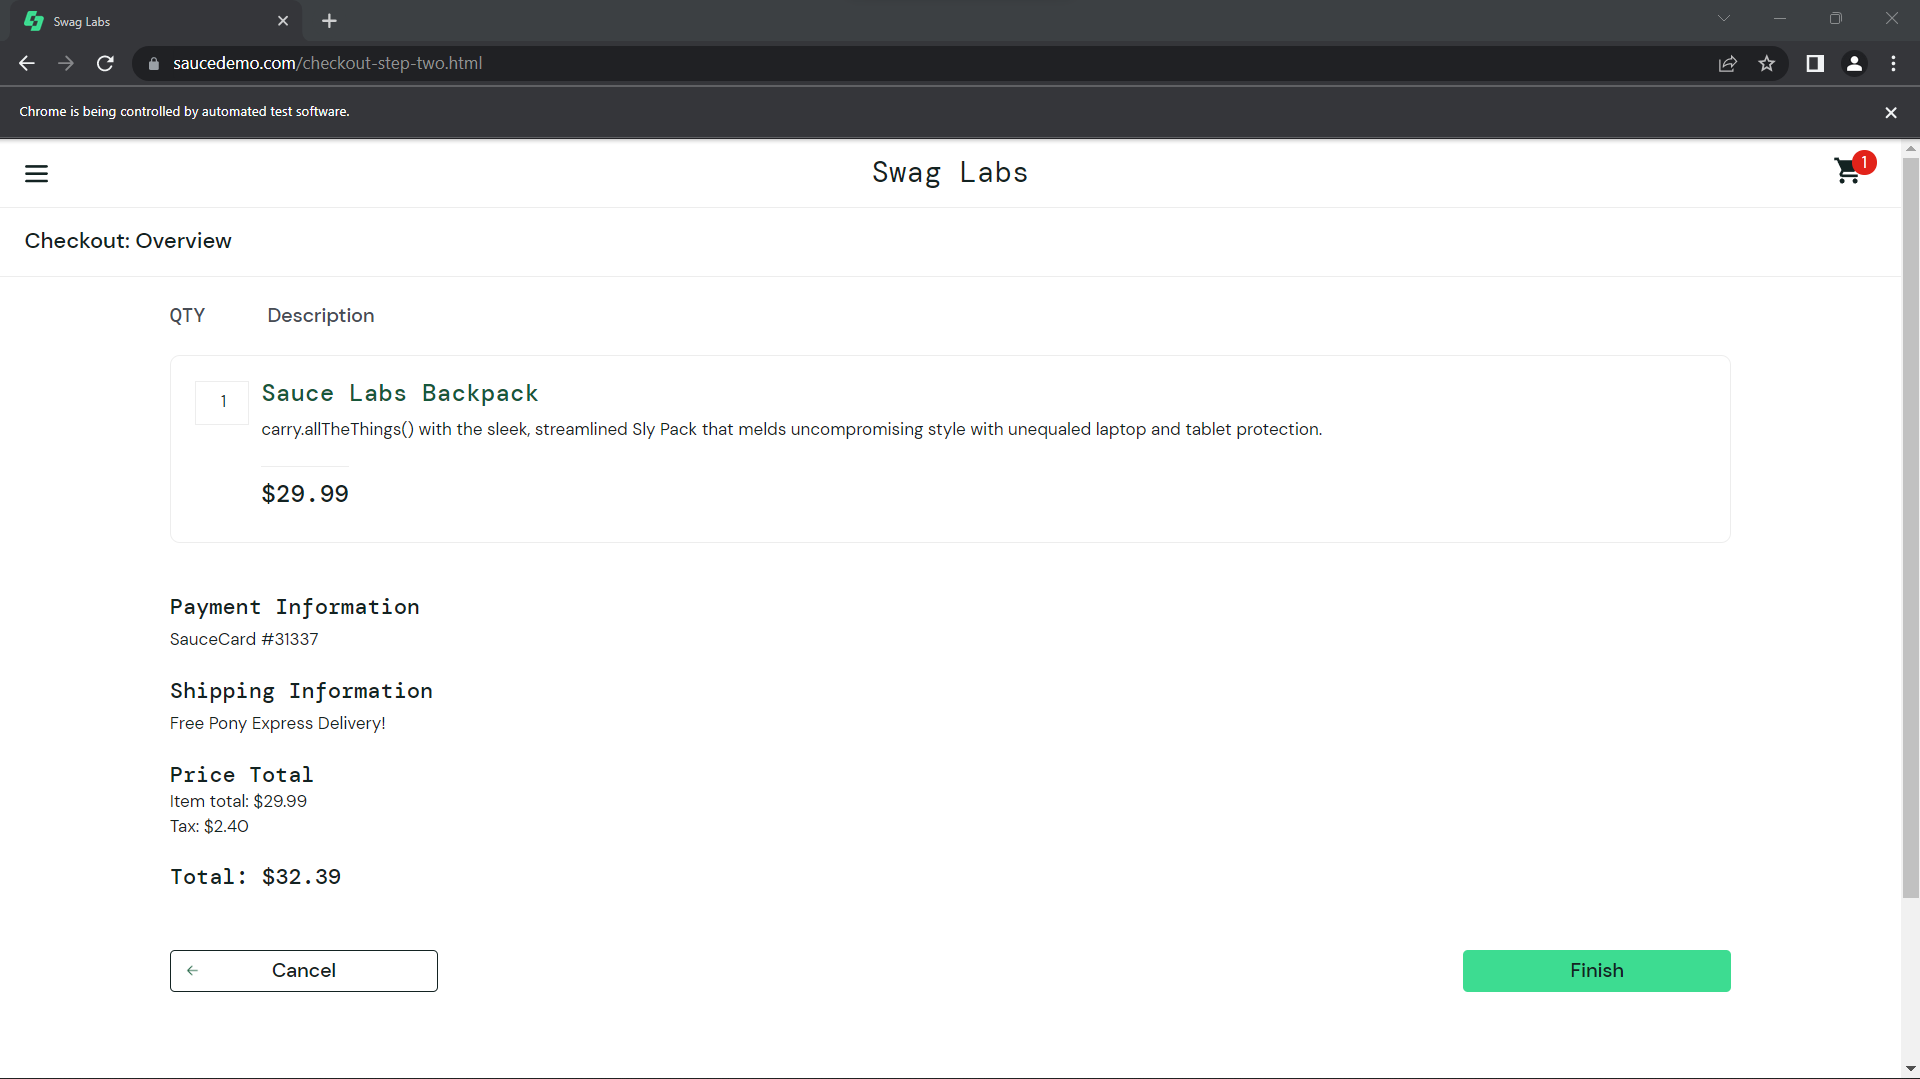 Swag Labs
saucedemo.com/checkout-step-two.html
Chrome is being controlled by automated test software.
Swag Labs
1
Checkout: Overview
QTY Description
1
Sauce Labs Backpack
carry.allTheThings() with the sleek, streamlined Sly Pack that melds uncompromising style with unequaled laptop and tablet protection.
$29.99
Payment Information
SauceCard #31337
Shipping Information
Free Pony Express Delivery!
Price Total
Item total: $29.99
Tax: $2.40
Total: $32.39
Cancel
Finish